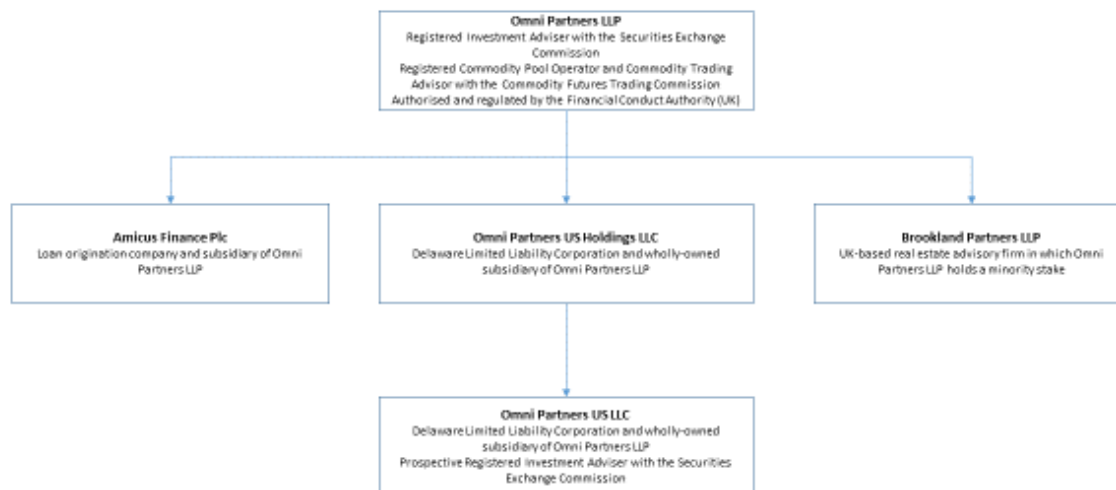 Omni Partners LLP
Registered Investment Adviser with the Securities Exchange
Commission
Registered Commodity Pool Operator and Commodity Trading
Advisor with the Commodity Futures Trading Commission
Authorised and regulated by the Financial Conduct Authority (UK)
Amicus Finance Plc
Loan origination company and subsidiary of Omni
Partners LLP
Omni Partners US Holdings LLC
Delaware Limited Liability Corporation and wholly-owned
subsidiary of Omni Partners LLP
Brookland Partners LLP
UK-based real estate advisory firm in which Omni
Partners LLP holds a minority stake
Omni Partners US LLC
Delaware Limited Liability Corporation and wholly-owned
subsidiary of Omni Partners LLP
Prospective Registered Investment Adviser with the Securities
Exchange Commission